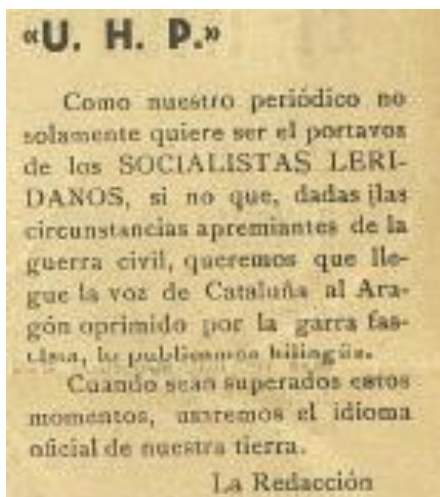 «U. H. P.»
Como nuestro periódico no
solamente quiere ser el portavos
de los SOCIALISTAS LERI-
DANOS, si no que, dadas las
circunstancias apremiantes de la
guerra civil, queremos que lle-
gue la voz de Cataluña al Ara-
gón oprimido por la garra fas-
cista, lo publicamos bilingüe.
Cuando sean superados estos
momentos, usaremos el idioma
oficial de nuestra tierra.
La Redacción